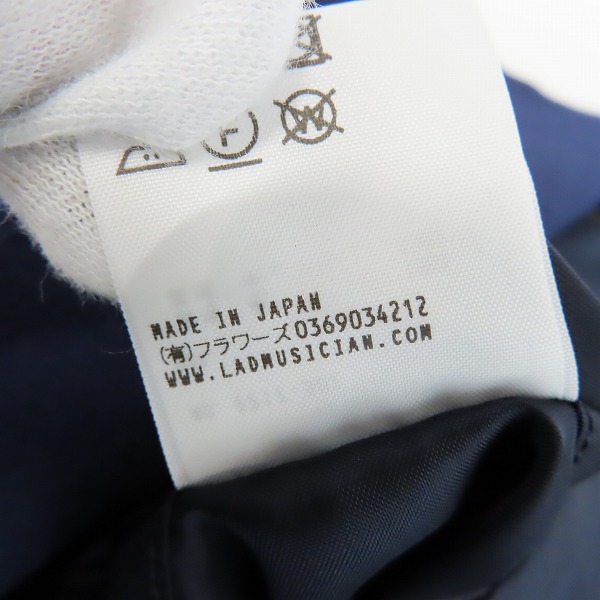 F
W
MADE IN JAPAN
(有)フラワーズ0369034212
WWW.LADMUSICIAN.COM